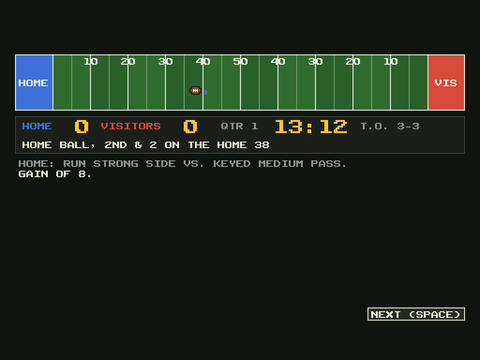 10 20 30 40 50 40 30 20 10
HOME VIS
HOME 0 VISITORS 0 QTR 1 13:12 T.O. 3-3
HOME BALL, 2ND & 2 ON THE HOME 38
HOME: RUN STRONG SIDE VS. KEYED MEDIUM PASS.
GAIN OF 8.
NEXT (SPACE)